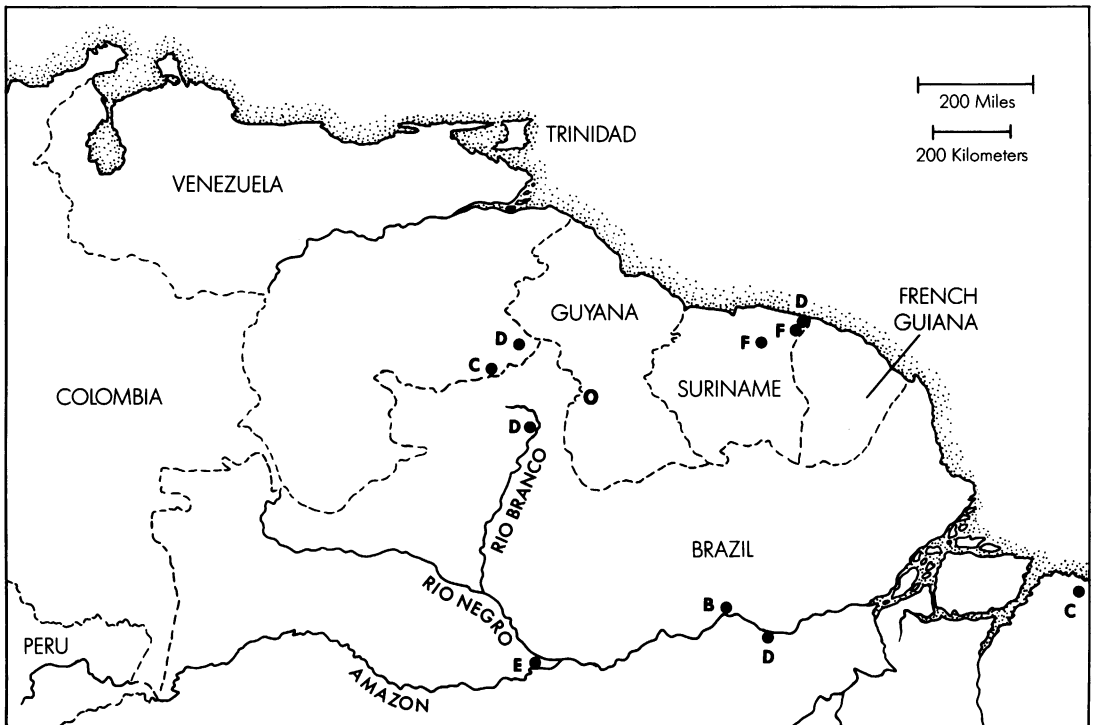 200 Miles
200 Kilometers
TRINIDAD
VENEZUELA
GUYANA
FRENCH
GUIANA
D
F
F
D
C
SURINAME
COLOMBIA
O
D
RIO BRANCO
BRAZIL
RIO NEGRO
B
C
D
PERU
E
AMAZON